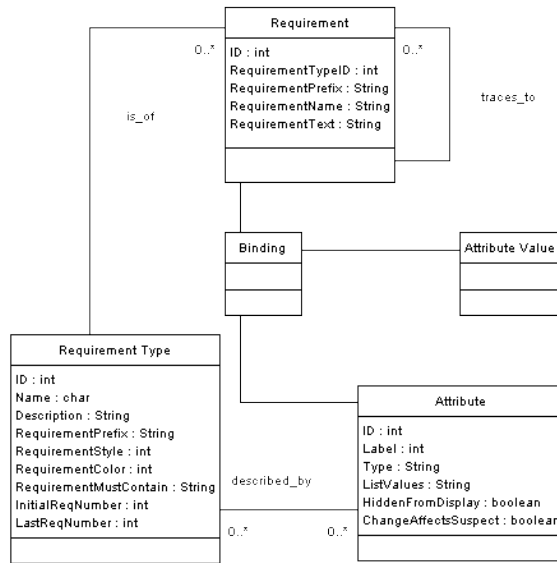 Requirement
0..*
ID : int
0..*
RequirementTypeID : int
RequirementPrefix : String
RequirementName : String
RequirementText : String
is_of
traces_to
Binding
Attribute Value
Requirement Type
ID : int
Name : char
Description : String
RequirementPrefix : String
RequirementStyle : int
RequirementColor : int
RequirementMustContain : String
InitialReqNumber : int
LastReqNumber : int
described_by
0..*
0..*
Attribute
ID : int
Label : int
Type : String
ListValues : String
HiddenFromDisplay : boolean
ChangeAffectsSuspect : boolean